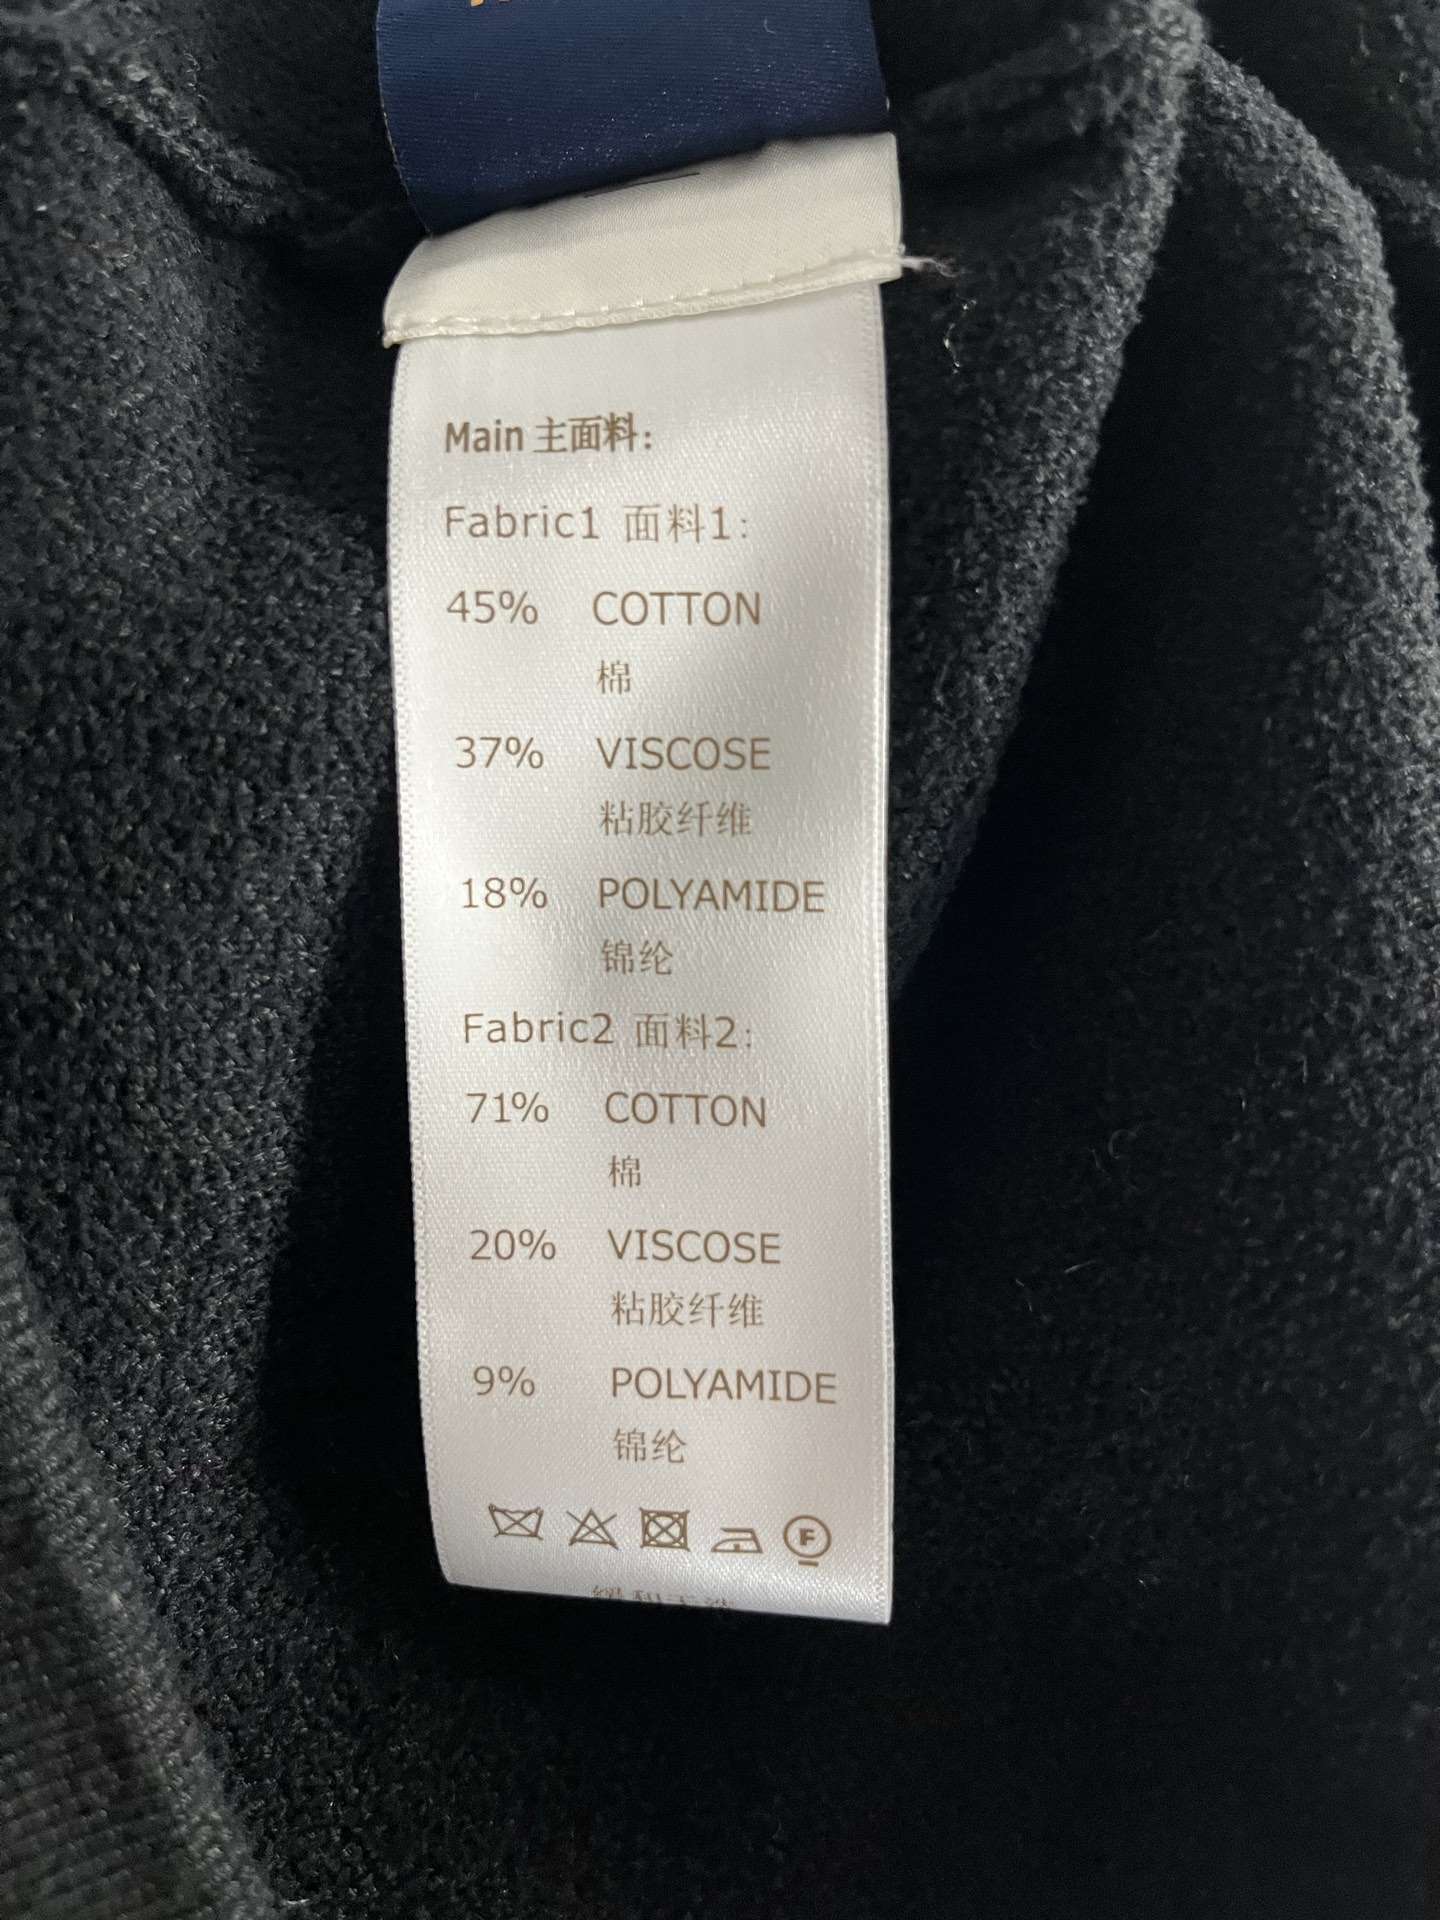 Main 主面料:
Fabric1 面料1:
45% COTTON
棉
37% VISCOSE
粘胶纤维
18% POLYAMIDE
锦纶
Fabric2 面料2:
71% COTTON
棉
20% VISCOSE
粘胶纤维
9% POLYAMIDE
锦纶
F